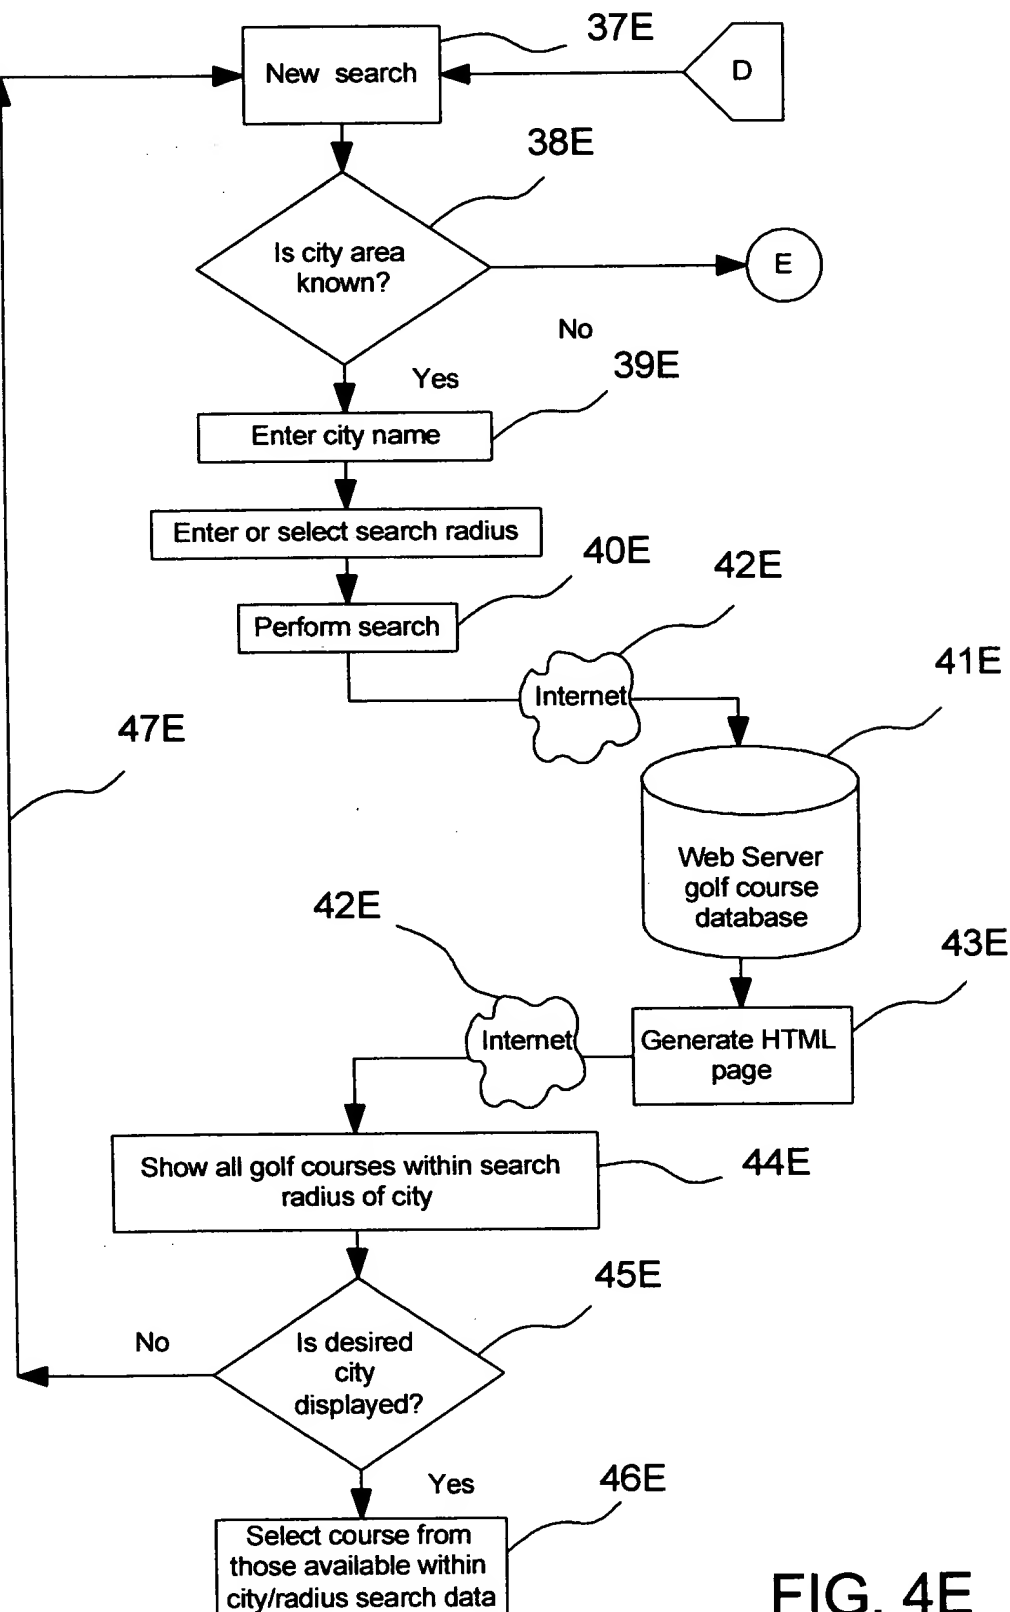 37E
New search
D
38E
Is city area
known?
E
No
Yes
39E
Enter city name
Enter or select search radius
40E
42E
Perform search
Internet
41E
47E
Web Server
golf course
database
42E
43E
Internet
Generate HTML
page
Show all golf courses within search
radius of city
44E
45E
No
Is desired
city
displayed?
Yes
46E
Select course from
those available within
city/radius search data
FIG. 4E